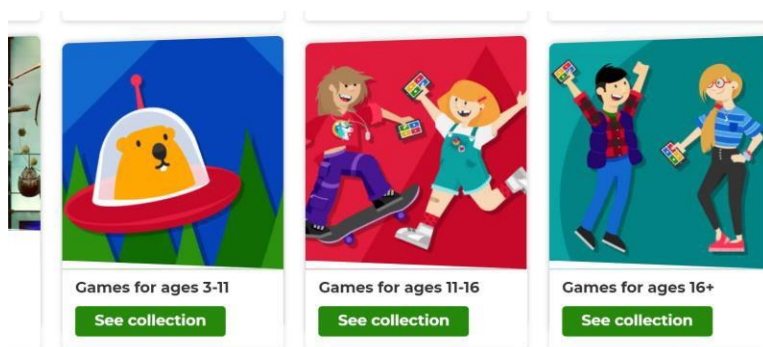 Games for ages 3-11
See collection
Games for ages 11-16
See collection
Games for ages 16+
See collection